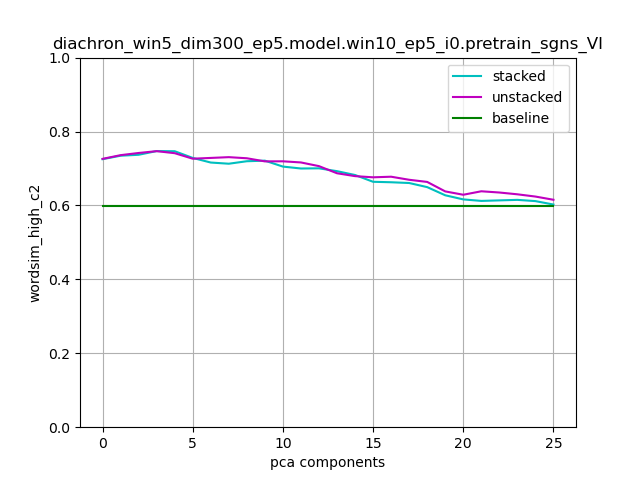 diachron_win5_dim300_ep5.model.win10_ep5_i0.pretrain_sgns_VI
1.0
0.8
0.6
0.4
0.2
0.0
wordsim_high_c2
stacked
unstacked
baseline
0 5 10 15 20 25
pca components